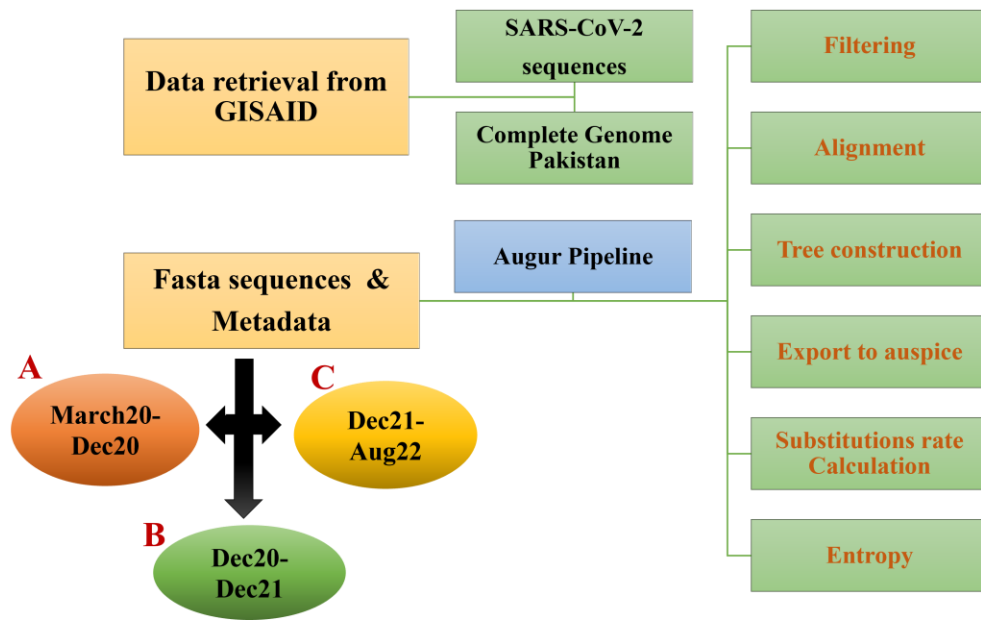 Data retrieval from
GISAID
SARS-CoV-2
sequences
Complete Genome
Pakistan
Fasta sequences &
Metadata
Augur Pipeline
A
March20-
Dec20
C
Dec21-
Aug22
B
Dec20-
Dec21
Filtering
Alignment
Tree construction
Export to auspice
Substitutions rate
Calculation
Entropy